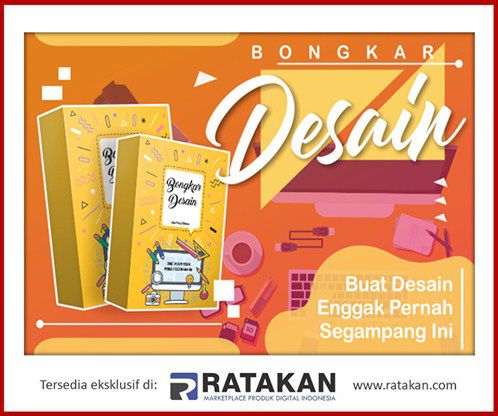 BONGKAR
Desain
Bongkar
Desain
Buat Desain
Enggak Pernah
Segampang Ini
Tersedia eksklusif di:
RATAKAN
MARKETPLACE PRODUK DIGITAL INDONESIA
www.ratakan.com